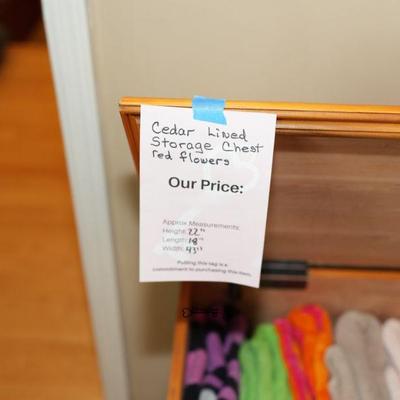 Cedar Lined
Storage Chest
red flowers
Our Price:
Approx Measurements:
Height: 22"
Length: 18"
Width: 43"
Pulling this tag is a
commitment to purchasing this item.